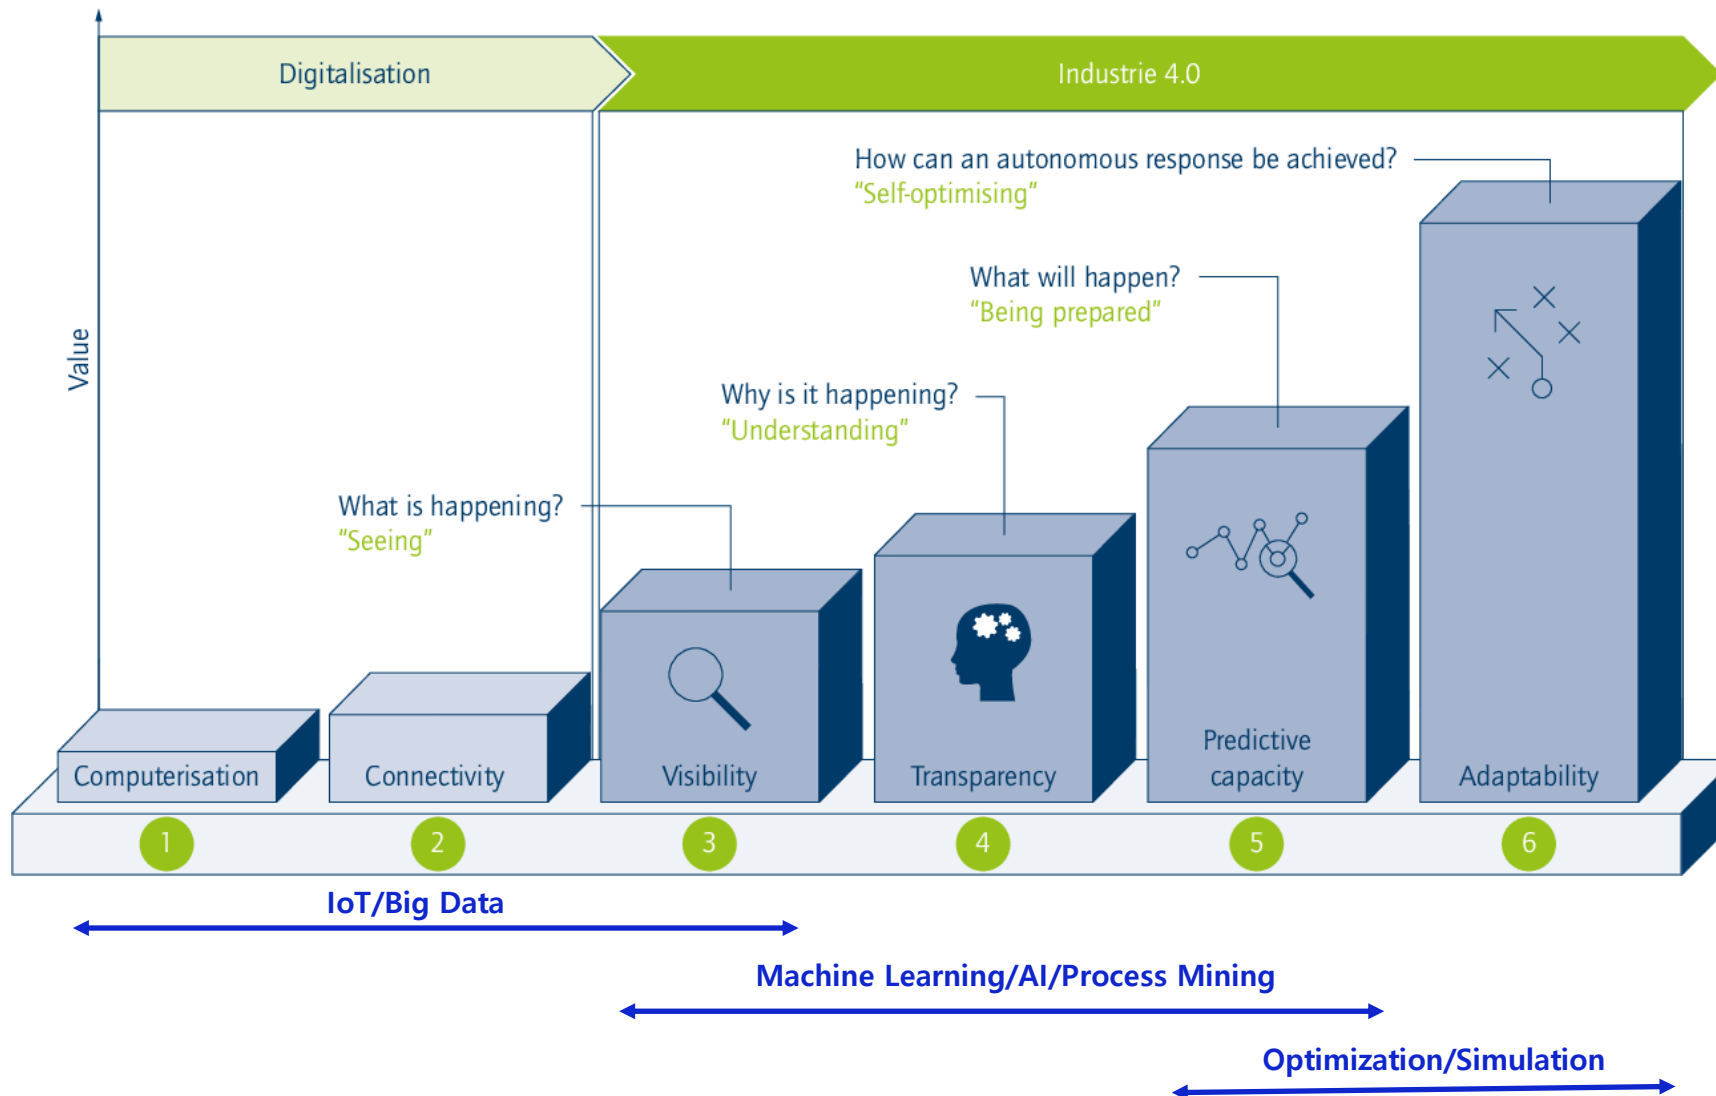 Digitalisation
Industrie 4.0
Value
How can an autonomous response be achieved?
“Self-optimising”
What will happen?
“Being prepared”
Why is it happening?
“Understanding”
What is happening?
“Seeing”
Computerisation
Connectivity
Visibility
Transparency
Predictive
capacity
Adaptability
1
2
3
4
5
6
IoT/Big Data
Machine Learning/AI/Process Mining
Optimization/Simulation